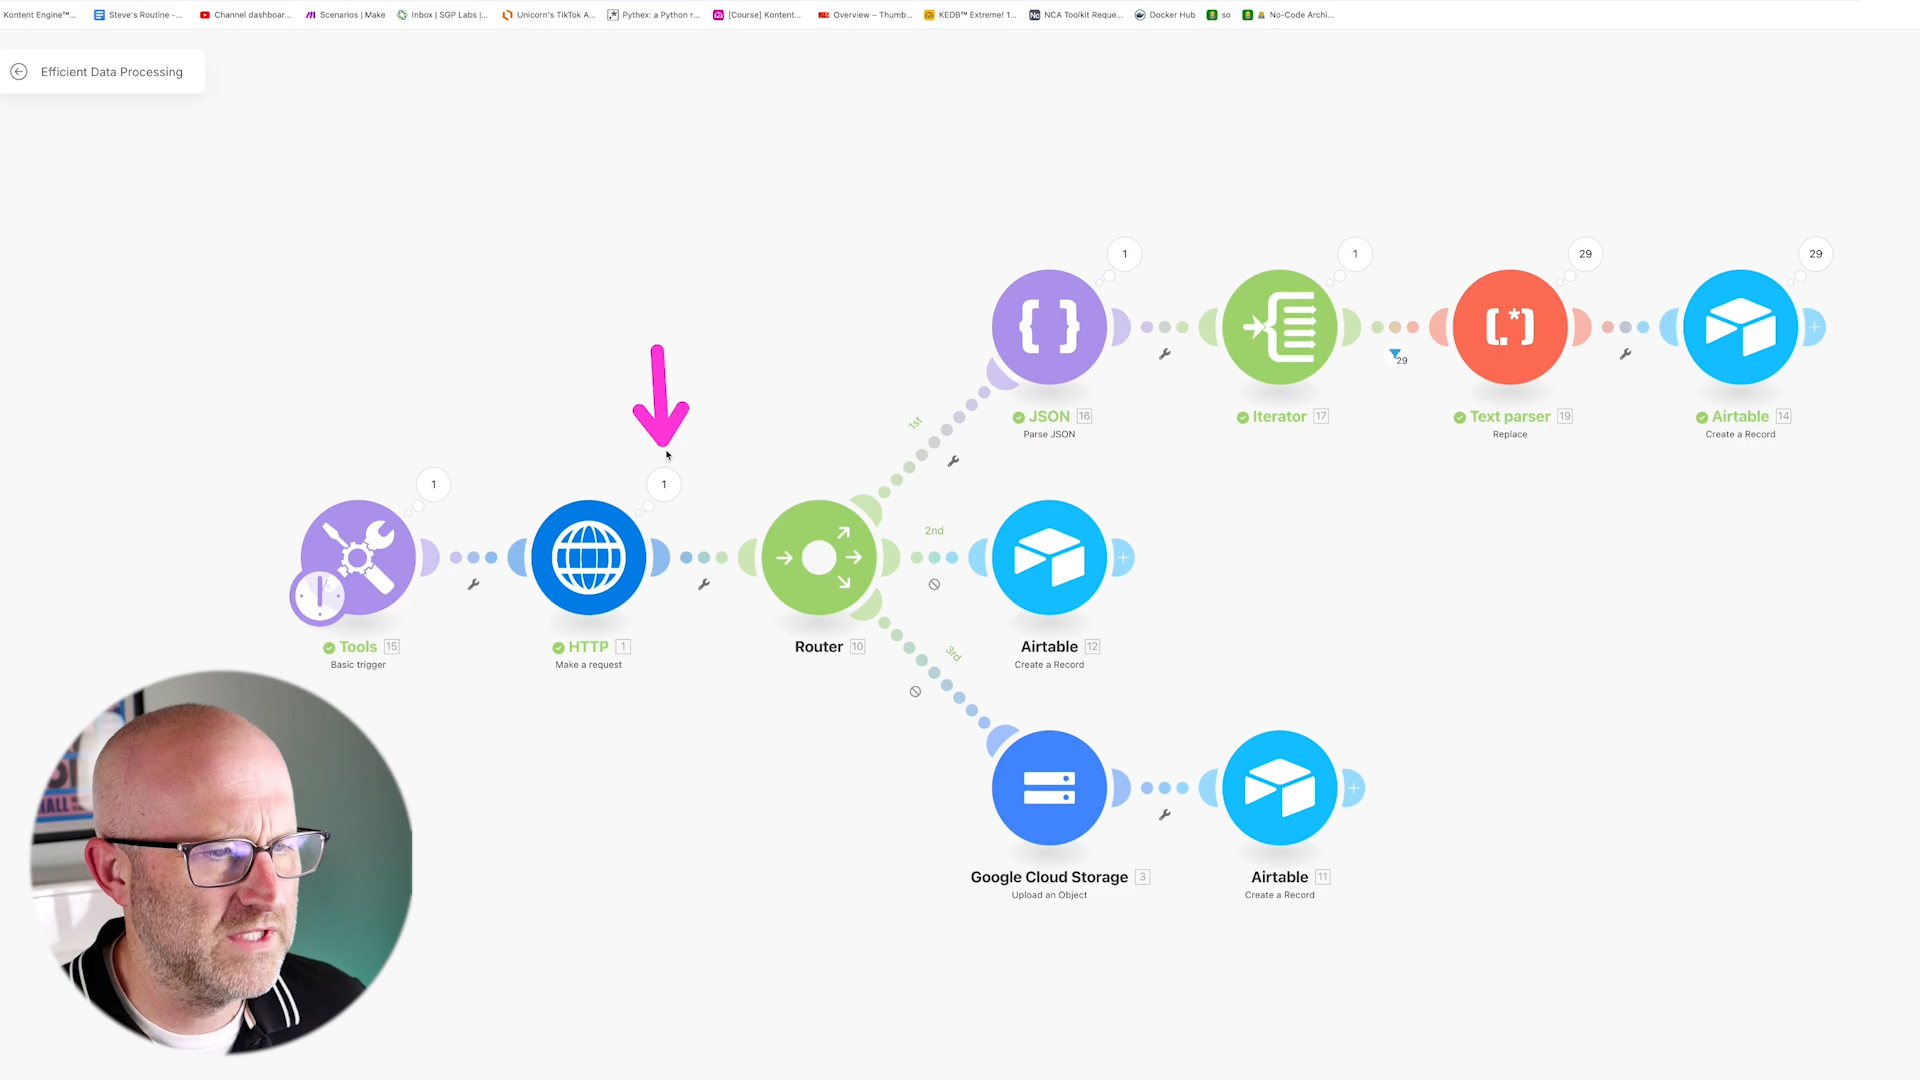 Kontent Engine™...
Steve's Routine -...
Channel dashboar...
Scenarios | Make
Inbox | SGP Labs |...
Unicorn's TikTok A...
Pythex: a Python r...
[Course] Kontent...
Overview – Thumb...
KEDB™ Extreme! 1...
Nc
NCA Toolkit Reque...
Docker Hub
so
No-Code Archi...
Efficient Data Processing
1
1
29
29
29
JSON 16
Parse JSON
Iterator 17
Text parser 19
Replace
Airtable 14
Create a Record
1st
1
1
2nd
Tools 15
Basic trigger
HTTP 1
Make a request
Router 10
Airtable 12
Create a Record
3rd
Google Cloud Storage 3
Upload an Object
Airtable 11
Create a Record